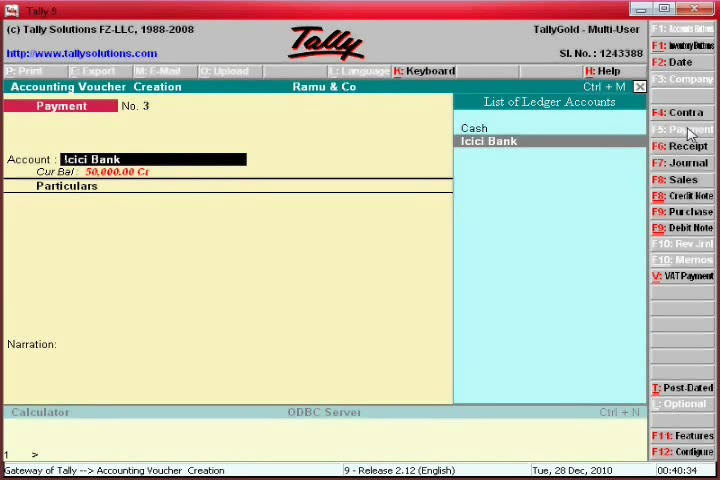 Tally 9
(c) Tally Solutions FZ-LLC, 1988-2008
TallyGold - Multi-User
http://www.tallysolutions.com
Tally
Sl. No. : 1243388
P: Print
E: Export
M: E-Mail
O: Upload
L: Language
K: Keyboard
H: Help
Accounting Voucher Creation
Ramu & Co
Ctrl + M
Payment
No. 3
Account : Icici Bank
Cur Bal : 50,000.00 Cr
Particulars
Narration:
List of Ledger Accounts
Cash
Icici Bank
F1: Accounts Buttons
F1: Inventory Buttons
F2: Date
F3: Company
F4: Contra
F5: Payment
F6: Receipt
F7: Journal
F8: Sales
F8: Credit Note
F9: Purchase
F9: Debit Note
F10: Rev Jrnl
F10: Memos
V: VAT Payment
T: Post-Dated
L: Optional
F11: Features
F12: Configure
Calculator
ODBC Server
Ctrl + N
1 >
Gateway of Tally --> Accounting Voucher Creation
9 - Release 2.12 (English)
Tue, 28 Dec, 2010
00:40:34